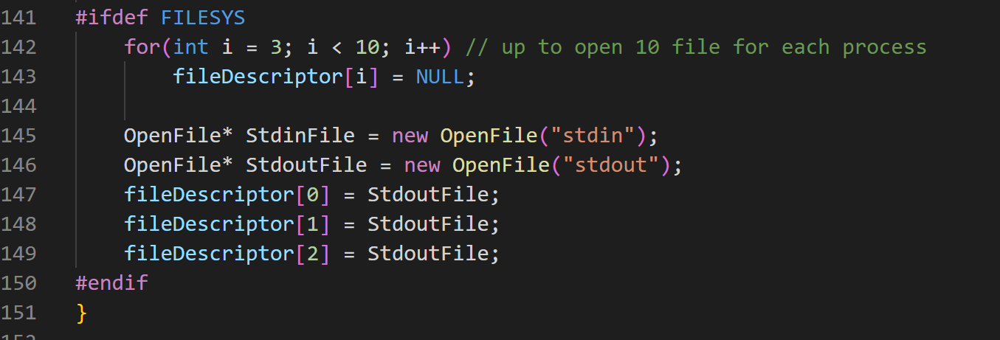 141 #ifdef FILESYS
142 for(int i = 3; i < 10; i++) // up to open 10 file for each process
143 fileDescriptor[i] = NULL;
144
145 OpenFile* StdinFile = new OpenFile("stdin");
146 OpenFile* StdoutFile = new OpenFile("stdout");
147 fileDescriptor[0] = StdoutFile;
148 fileDescriptor[1] = StdoutFile;
149 fileDescriptor[2] = StdoutFile;
150 #endif
151 }